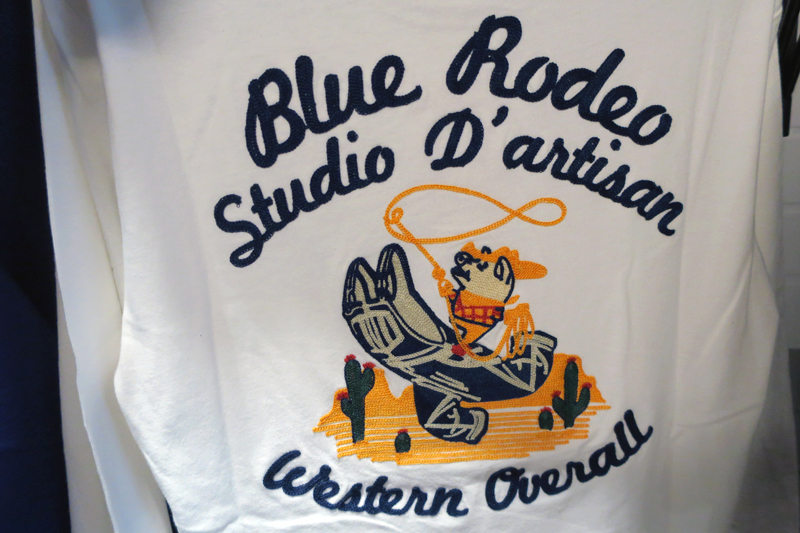 Blue Rodeo
Studio D'artisan
Western Overall